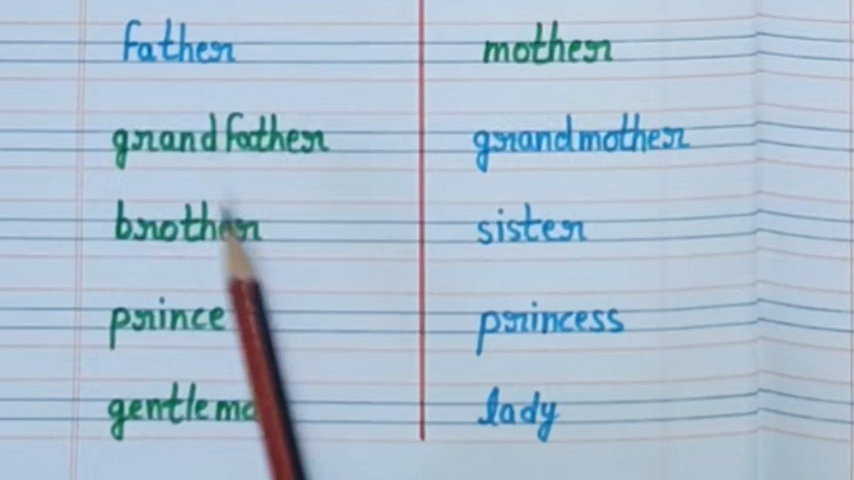 father mother
grandfather grandmother
brother sister
prince princess
lady